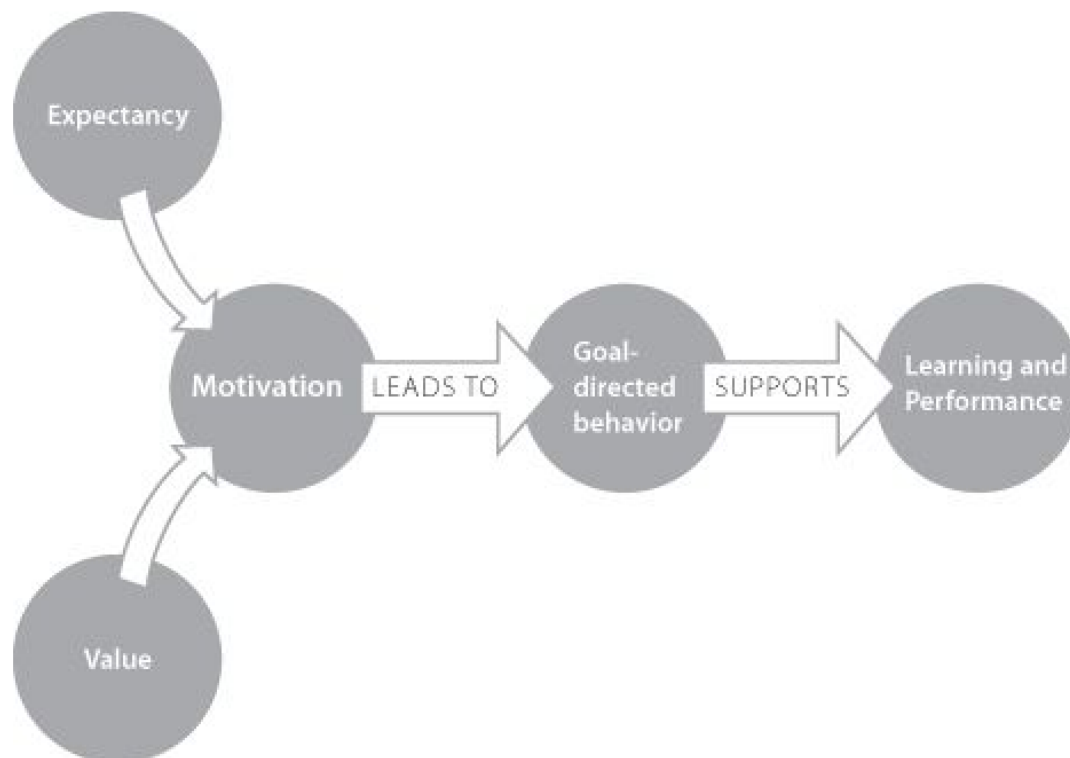 Expectancy
Motivation
LEADS TO
Goal-
directed
behavior
SUPPORTS
Learning and
Performance
Value